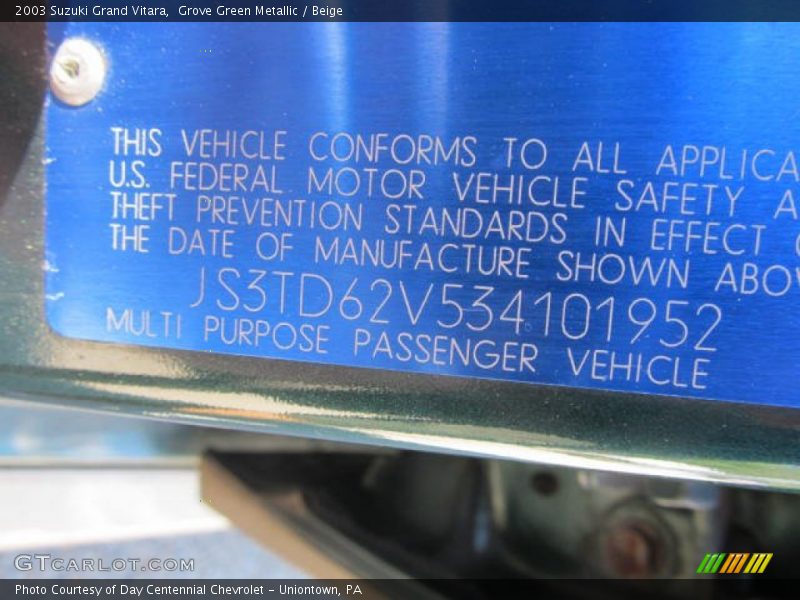 2003 Suzuki Grand Vitara,  Grove Green Metallic / Beige
THIS VEHICLE CONFORMS TO ALL APPLICA
U.S. FEDERAL MOTOR VEHICLE SAFETY A
THEFT PREVENTION STANDARDS IN EFFECT
THE DATE OF MANUFACTURE SHOWN ABOV
JS3TD62V534101952
MULTI PURPOSE PASSENGER VEHICLE
GTCARLOT.COM
Photo Courtesy of Day Centennial Chevrolet - Uniontown, PA